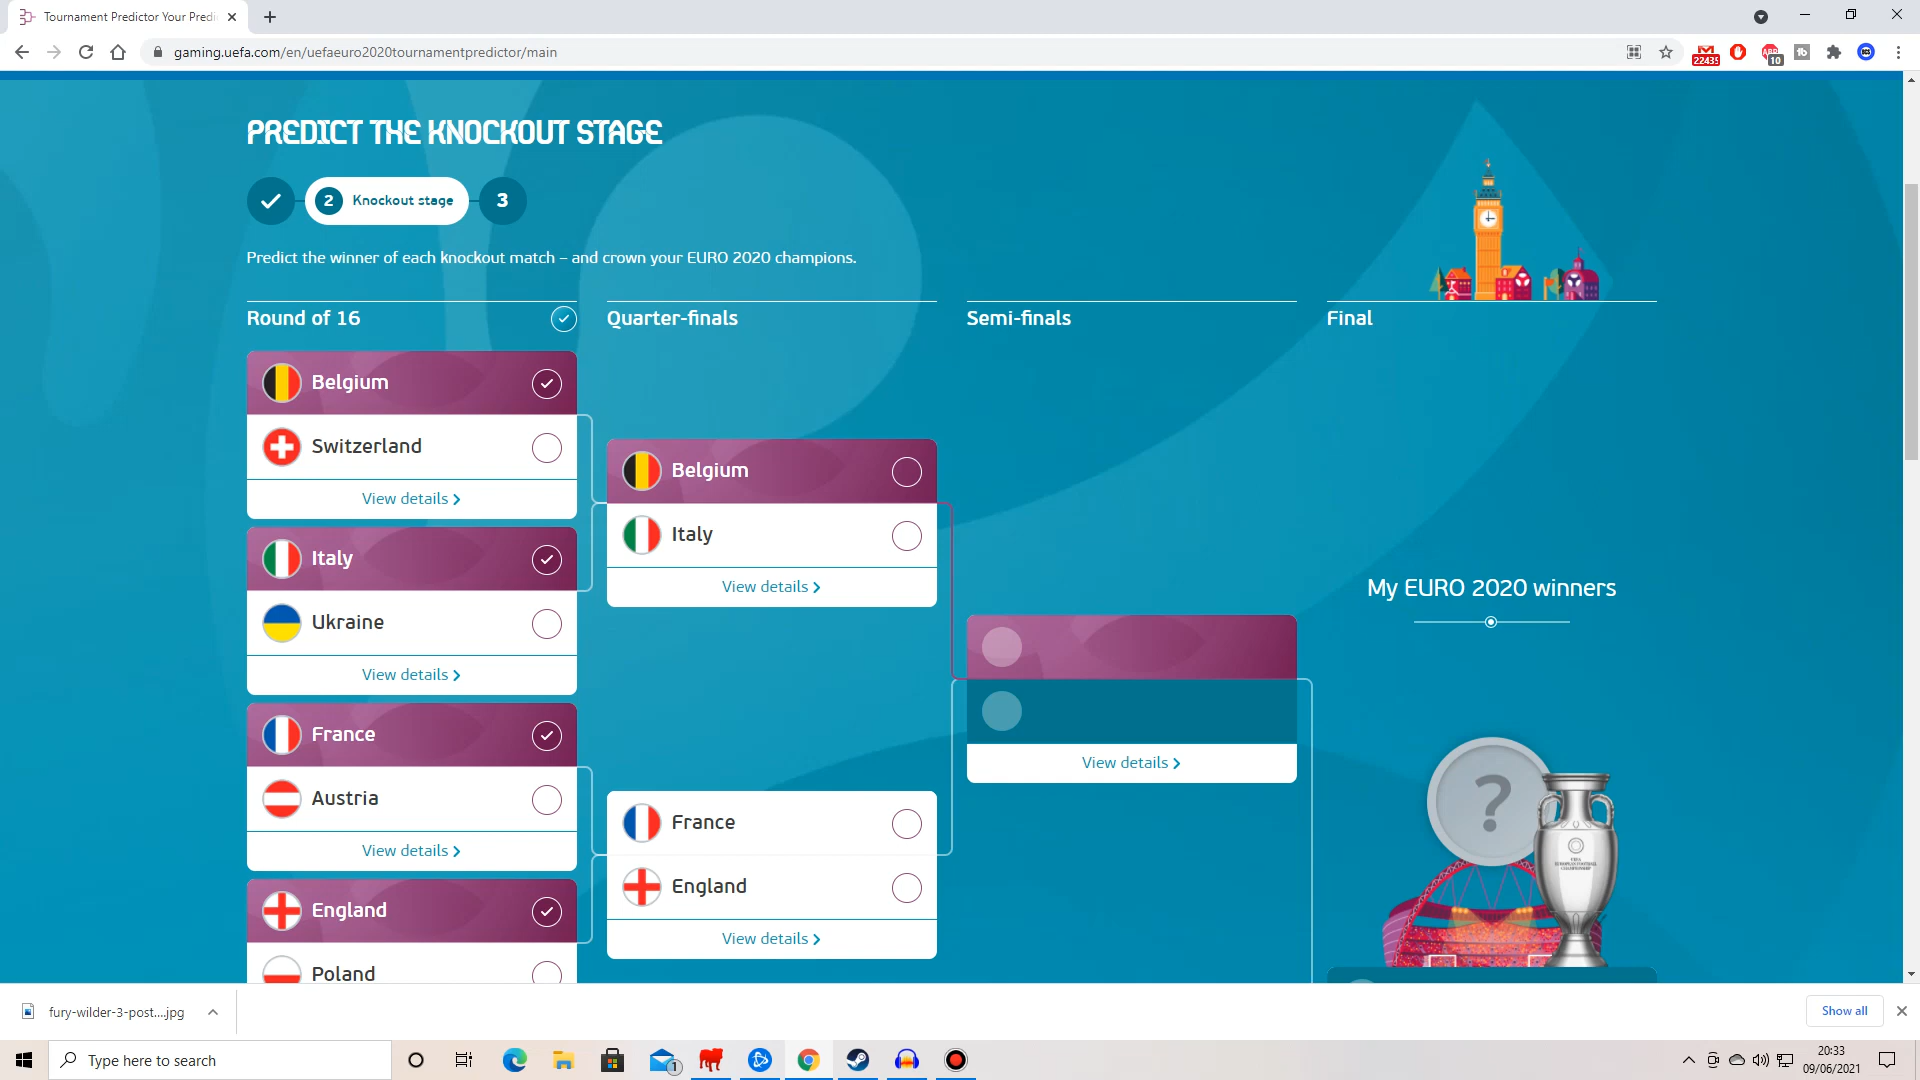 Tournament Predictor Your Predi
gaming.uefa.com/en/uefaeuro2020tournamentpredictor/main
22435
10
PREDICT THE KNOCKOUT STAGE
2 Knockout stage 3
Predict the winner of each knockout match – and crown your EURO 2020 champions.
Round of 16
Quarter-finals
Semi-finals
Final
Belgium
Switzerland
View details
Italy
Ukraine
View details
France
Austria
View details
England
Poland
Belgium
Italy
View details
France
England
View details
View details
My EURO 2020 winners
?
fury-wilder-3-post....jpg
Show all
Type here to search
1
20:33
09/06/2021